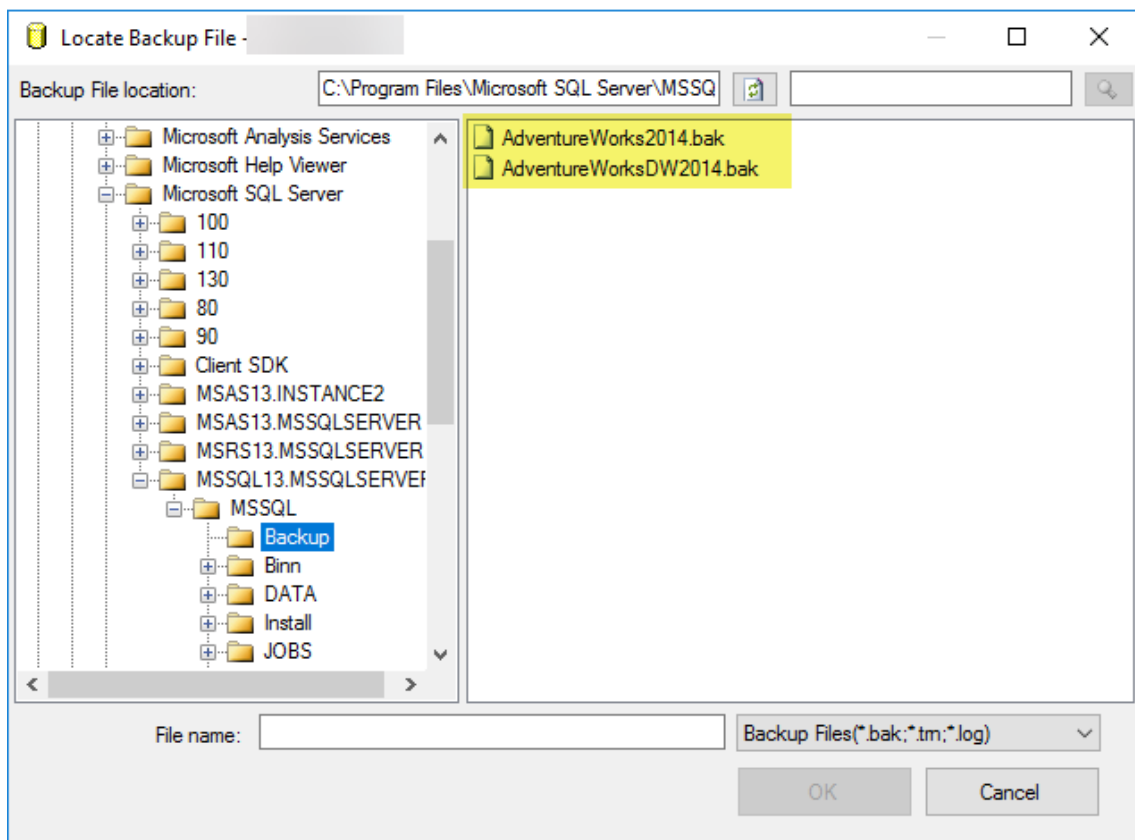 Locate Backup File -
Backup File location:
C:\Program Files\Microsoft SQL Server\MSSQ
Microsoft Analysis Services
Microsoft Help Viewer
Microsoft SQL Server
100
110
130
80
90
Client SDK
MSAS13.INSTANCE2
MSAS13.MSSQLSERVER
MSRS13.MSSQLSERVER
MSSQL13.MSSQLSERVER
MSSQL
Backup
Binn
DATA
Install
JOBS
AdventureWorks2014.bak
AdventureWorksDW2014.bak
File name:
Backup Files(*.bak;*.trn;*.log)
OK
Cancel